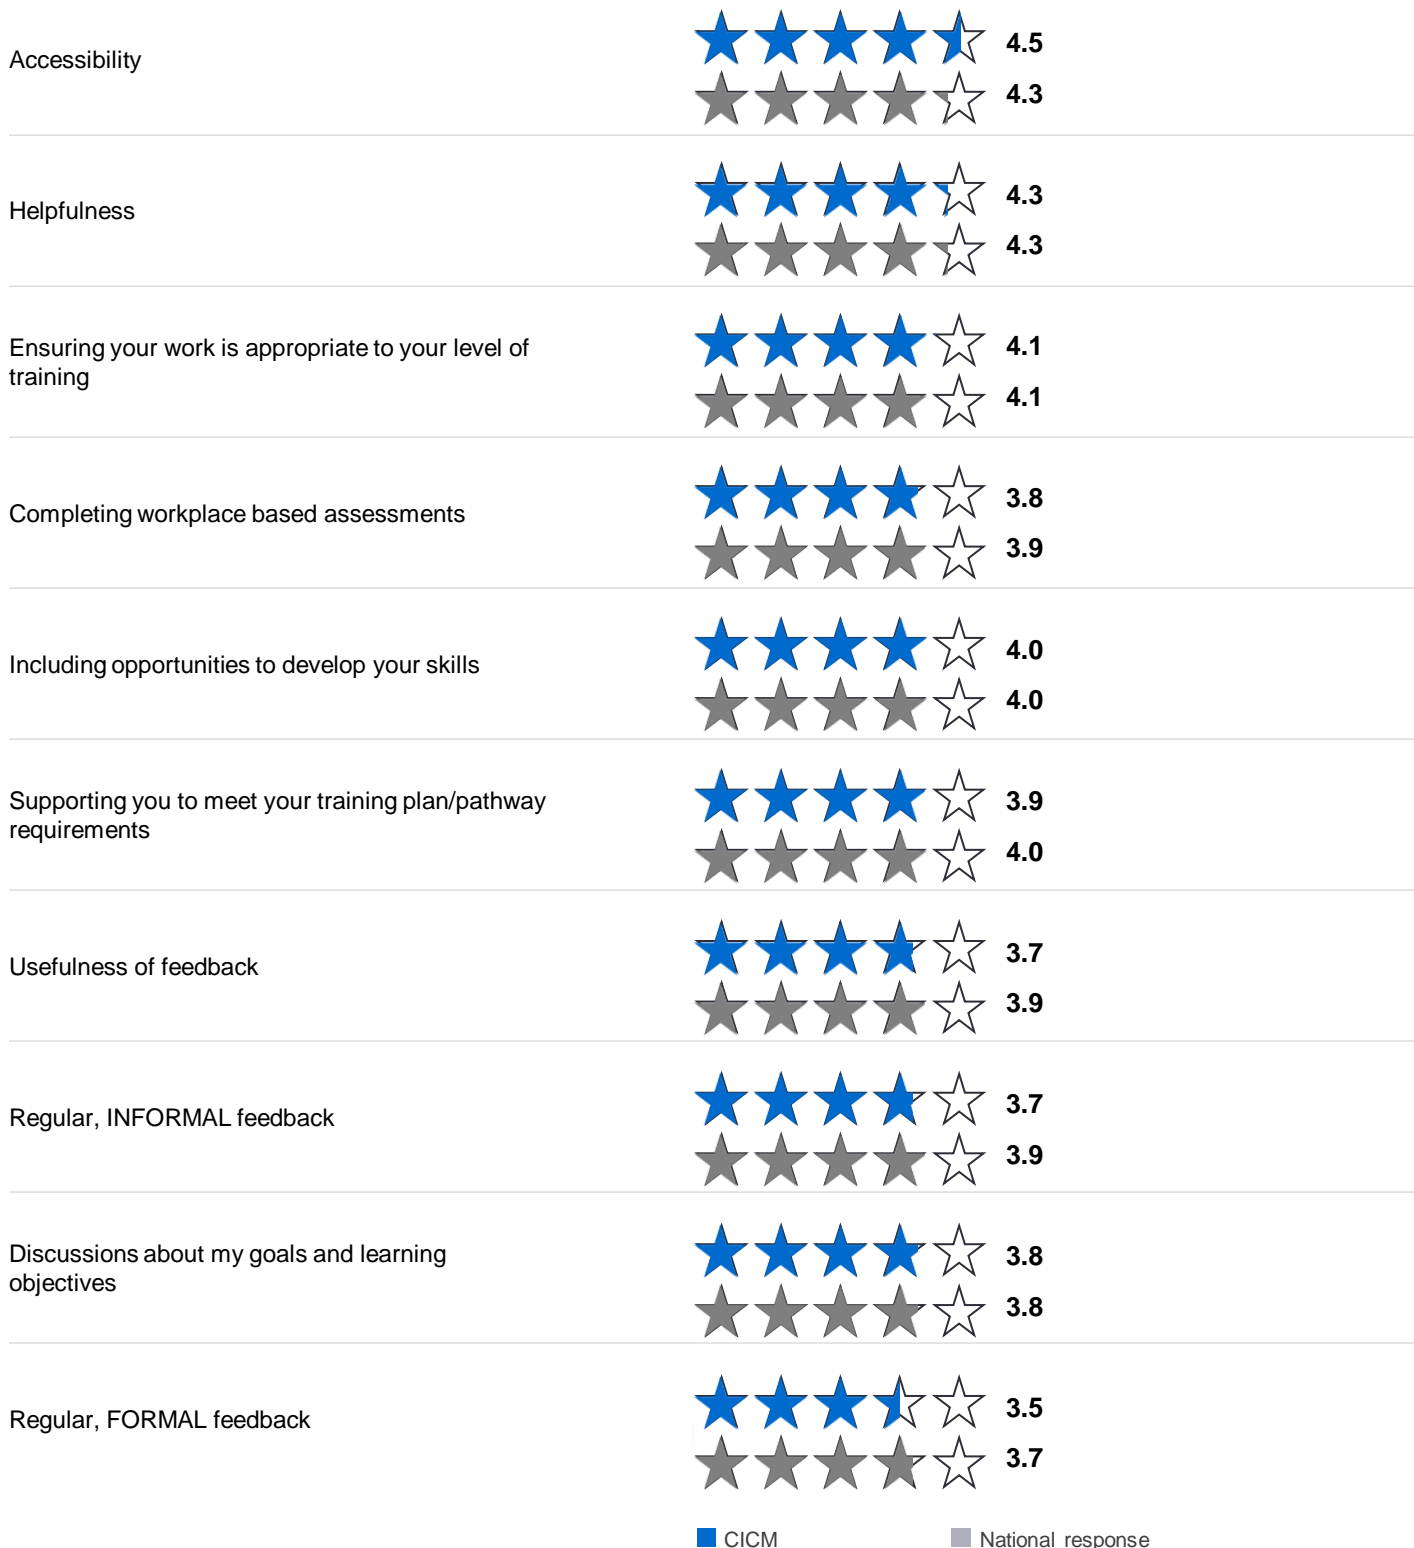 Accessibility
4.5
4.3
Helpfulness
4.3
4.3
Ensuring your work is appropriate to your level of
training
4.1
4.1
Completing workplace based assessments
3.8
3.9
Including opportunities to develop your skills
4.0
4.0
Supporting you to meet your training plan/pathway
requirements
3.9
4.0
Usefulness of feedback
3.7
3.9
Regular, INFORMAL feedback
3.7
3.9
Discussions about my goals and learning
objectives
3.8
3.8
Regular, FORMAL feedback
3.5
3.7
CICM National response